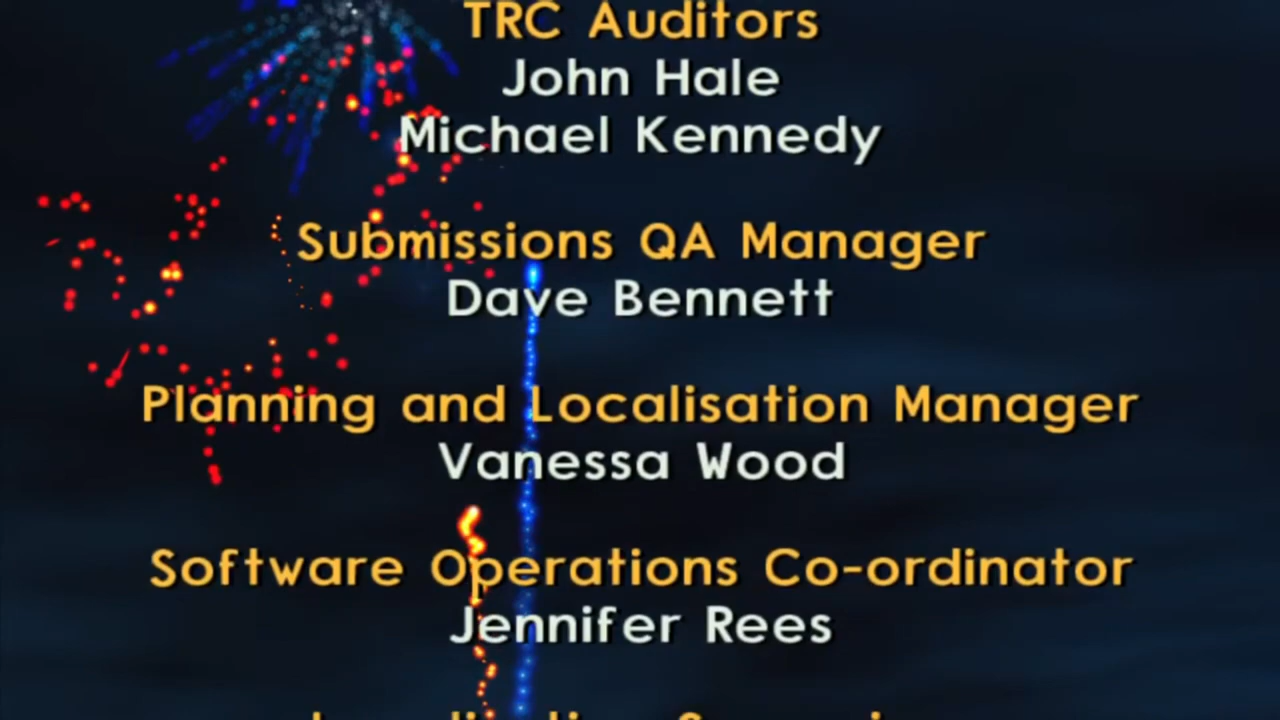 TRC Auditors
John Hale
Michael Kennedy
Submissions QA Manager
Dave Bennett
Planning and Localisation Manager
Vanessa Wood
Software Operations Co-ordinator
Jennifer Rees